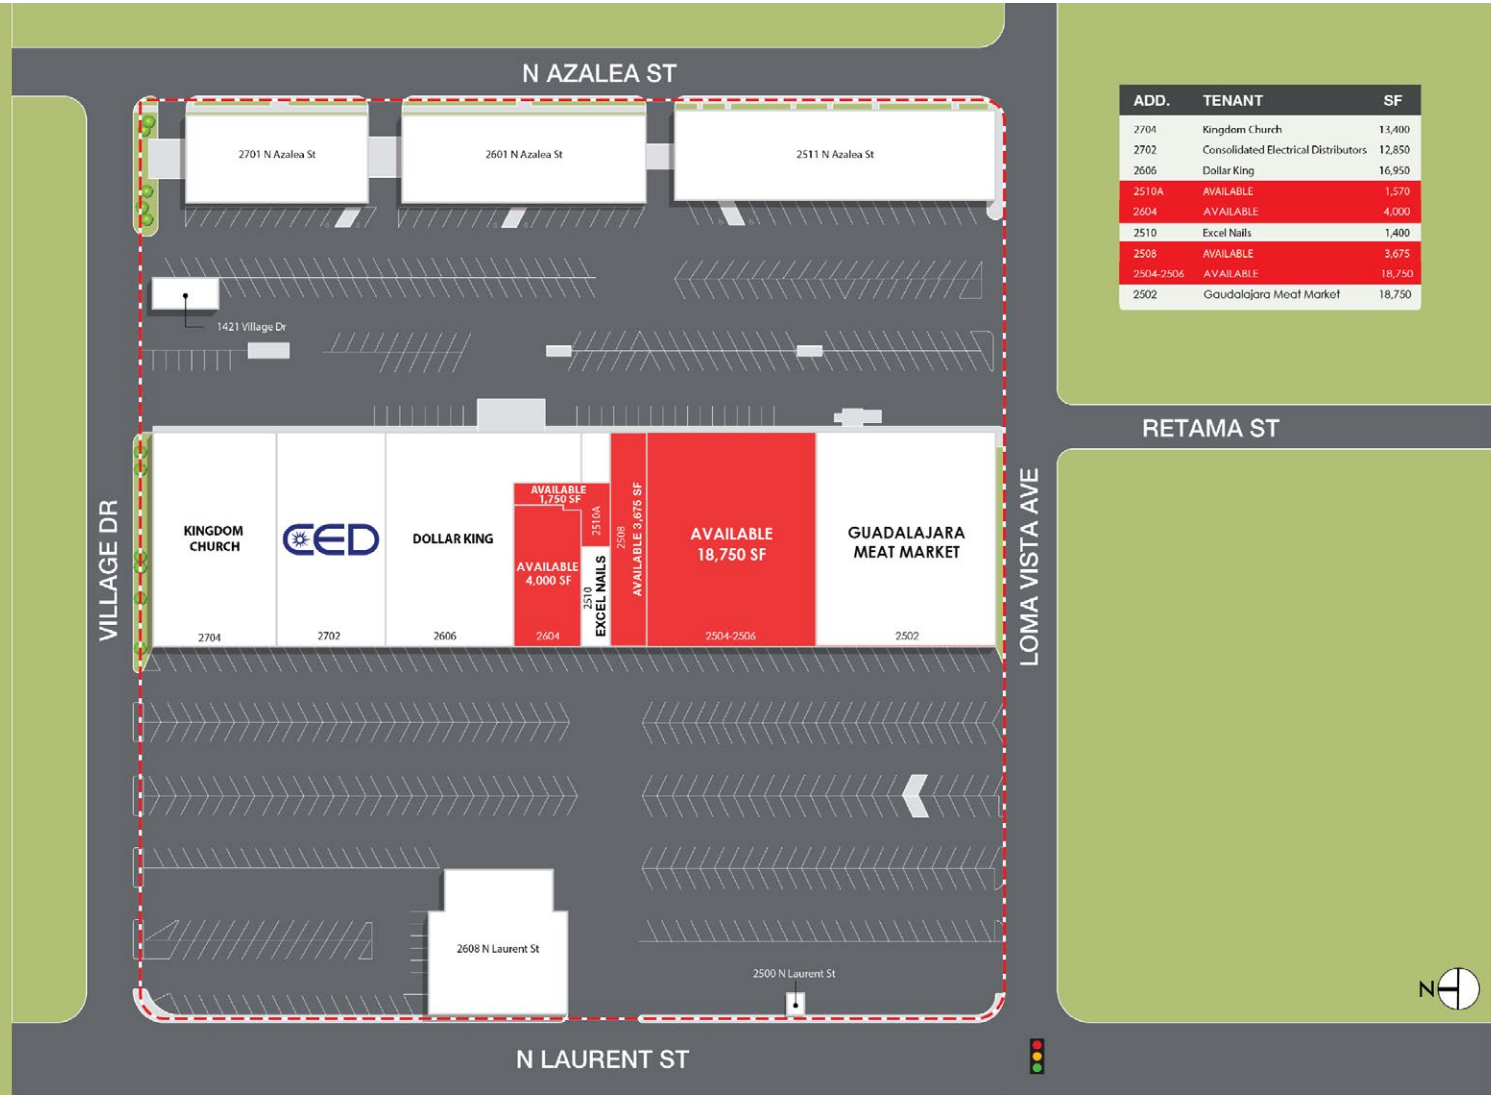 N AZALEA ST
2701 N Azalea St
2601 N Azalea St
2511 N Azalea St
ADD. TENANT SF
2704 Kingdom Church 13,400
2702 Consolidated Electrical Distributors 12,850
2606 Dollar King 16,950
2510A AVAILABLE 1,570
2604 AVAILABLE 4,000
2510 Excel Nails 1,400
2508 AVAILABLE 3,675
2504-2506 AVAILABLE 18,750
2502 Gaudalajara Meat Market 18,750
1421 Village Dr
RETAMA ST
VILLAGE DR
LOMA VISTA AVE
KINGDOM
CHURCH
2704
CED
2702
DOLLAR KING
2606
AVAILABLE
1,750 SF
2510A
AVAILABLE
4,000 SF
2604
2510
EXCEL NAILS
2508
AVAILABLE 3,675 SF
AVAILABLE
18,750 SF
2504-2506
GUADALAJARA
MEAT MARKET
2502
2608 N Laurent St
2500 N Laurent St
N
N LAURENT ST